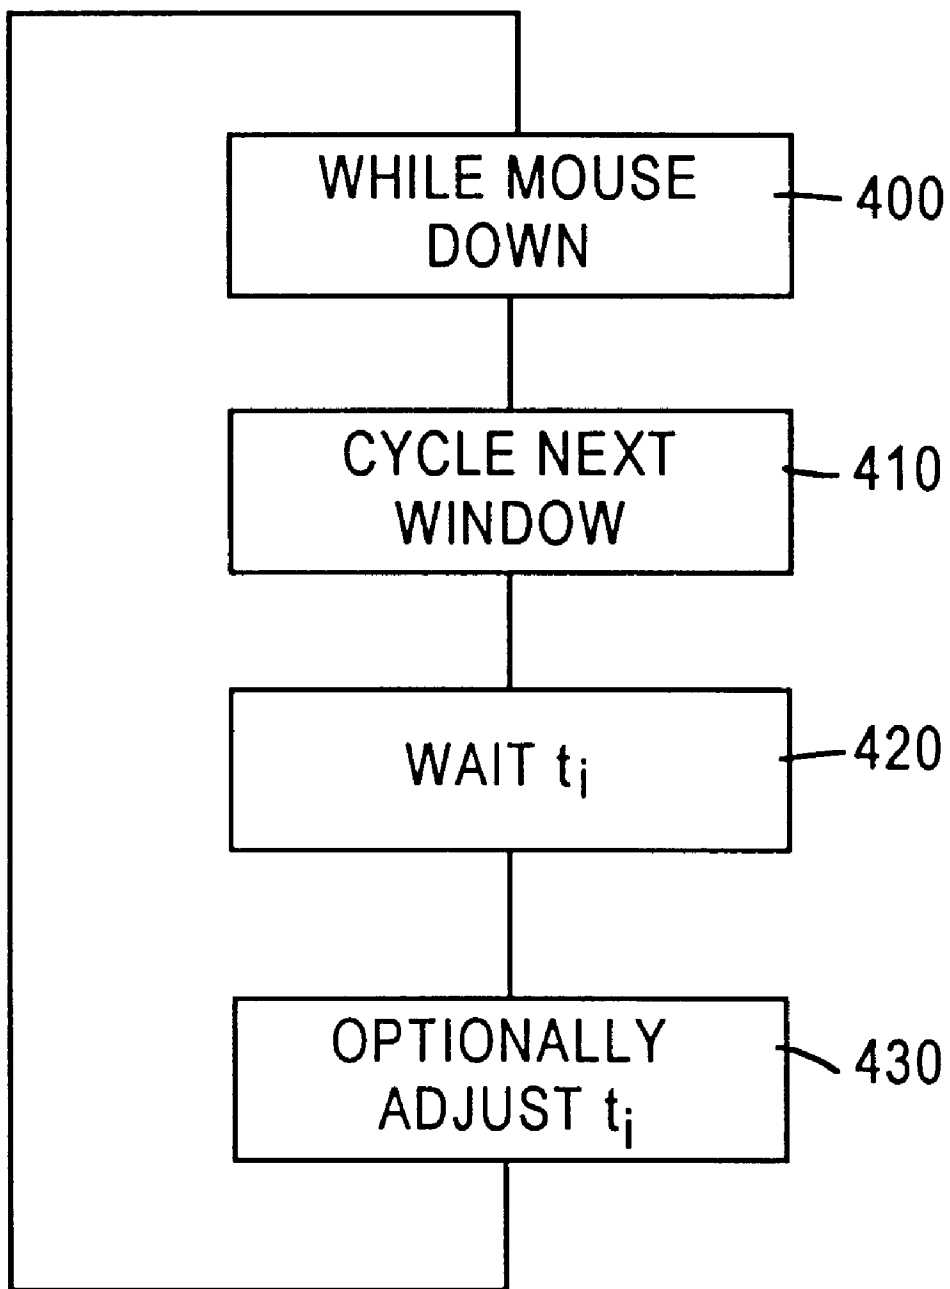 WHILE MOUSE
DOWN
400
CYCLE NEXT
WINDOW
410
WAIT ti
420
OPTIONALLY
ADJUST ti
430